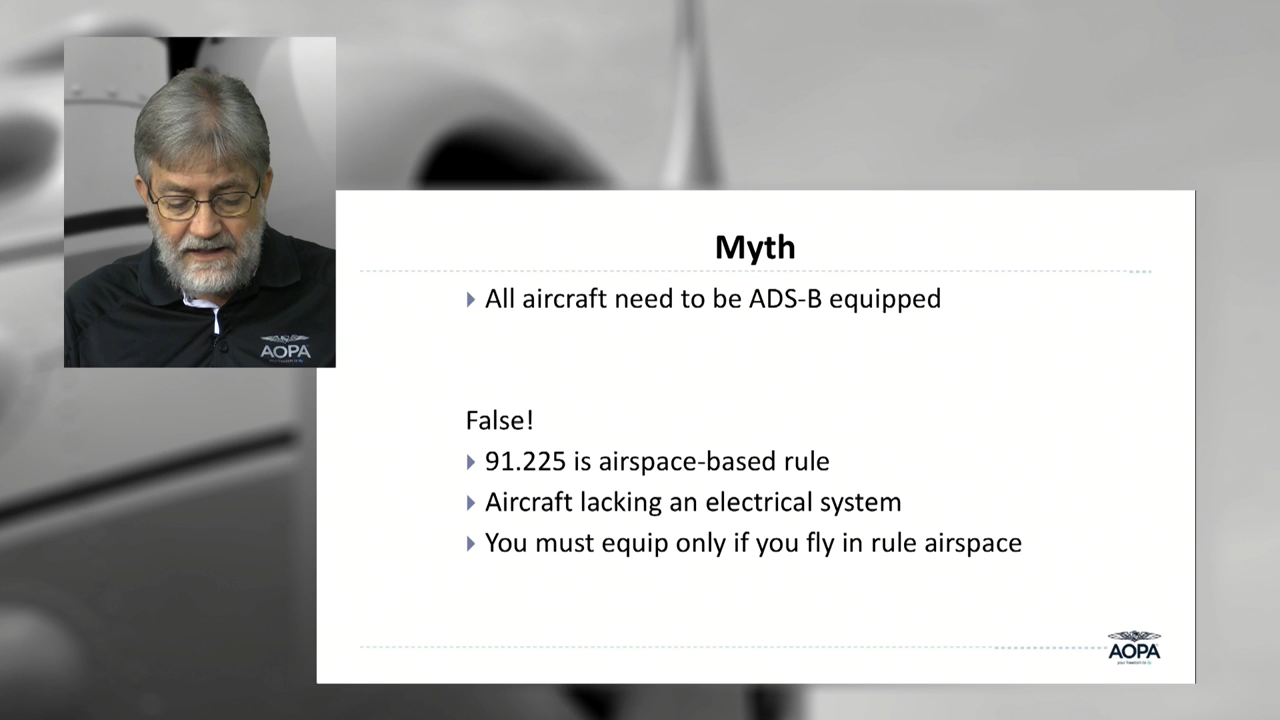 AOPA
Myth
All aircraft need to be ADS-B equipped
False!
91.225 is airspace-based rule
Aircraft lacking an electrical system
You must equip only if you fly in rule airspace
AOPA